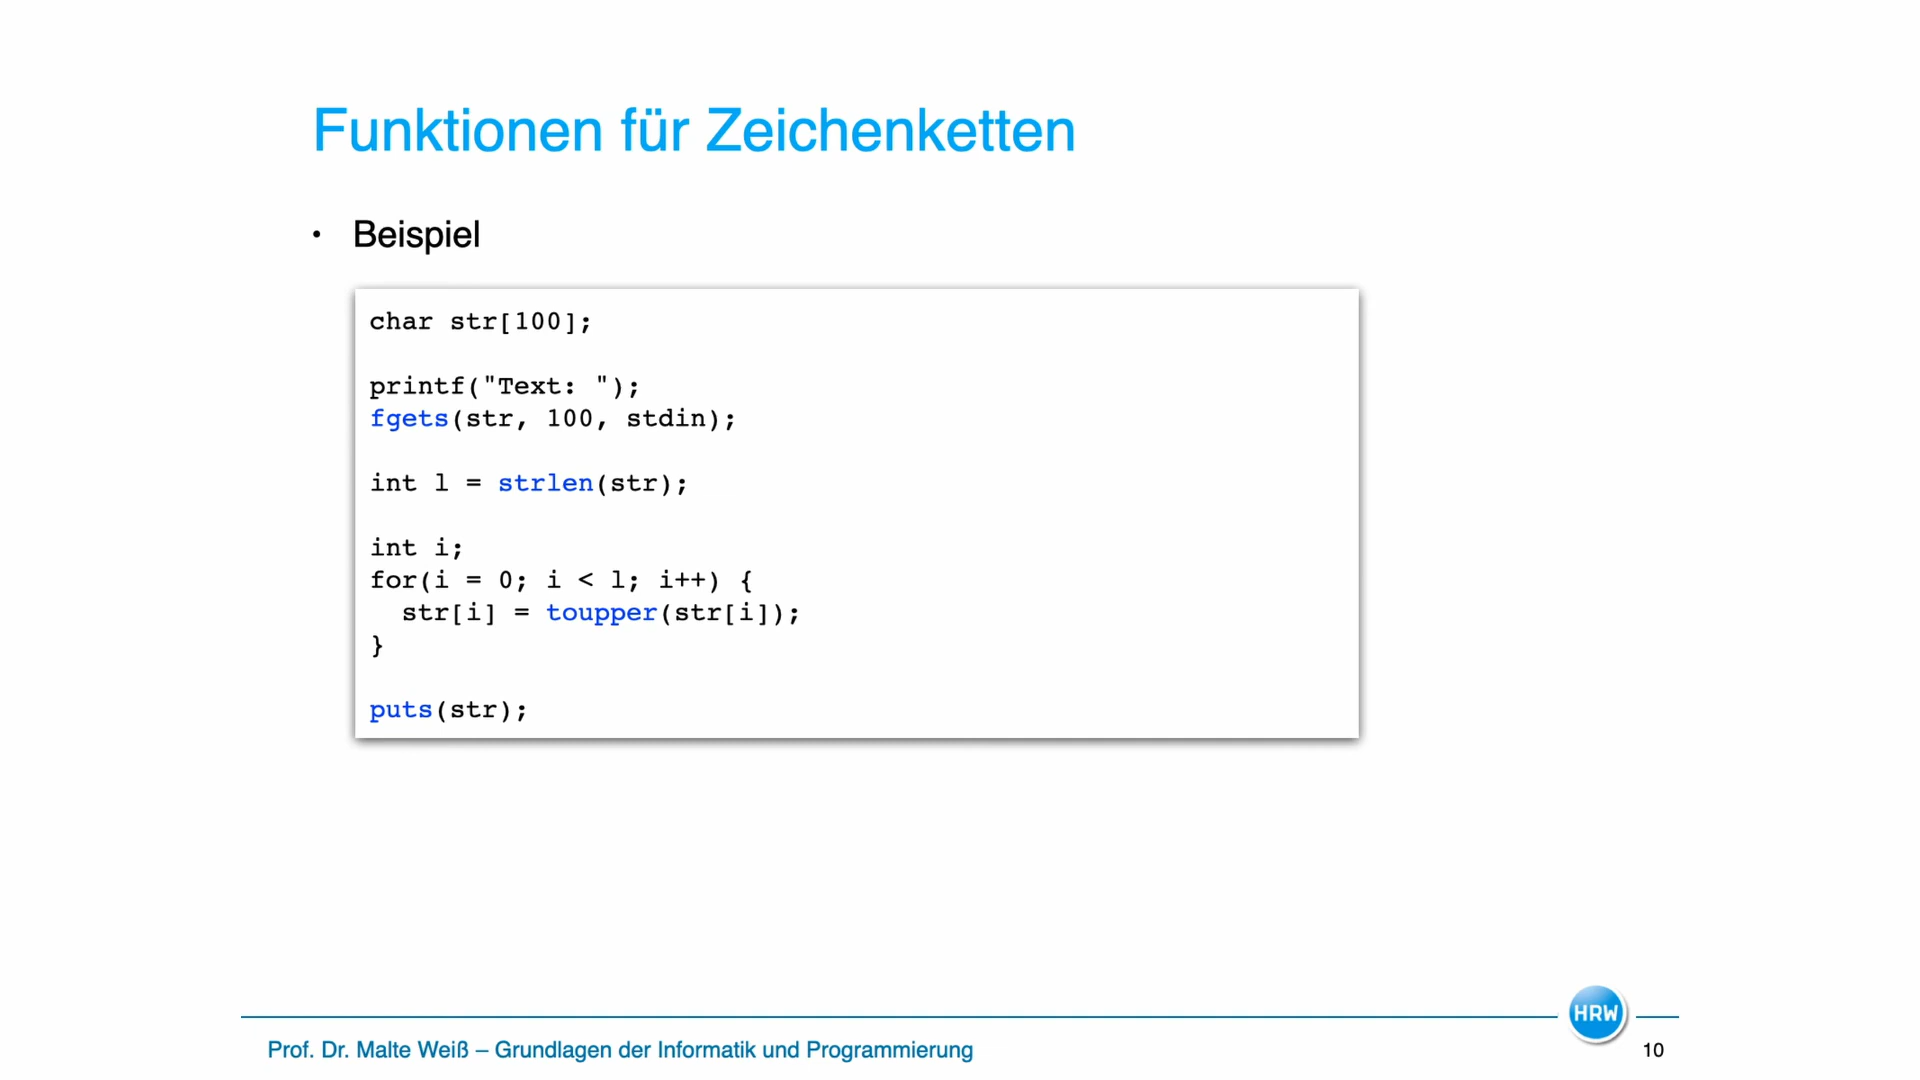 Funktionen für Zeichenketten
• Beispiel
char str[100];
printf("Text: ");
fgets(str, 100, stdin);
int l = strlen(str);
int i;
for(i = 0; i < l; i++) {
  str[i] = toupper(str[i]);
}
puts(str);
HRW
Prof. Dr. Malte Weiß – Grundlagen der Informatik und Programmierung
10